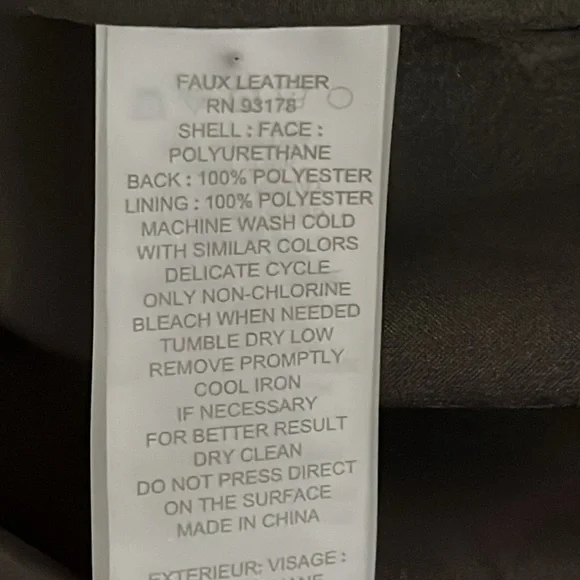 FAUX LEATHER
RN 93178
SHELL : FACE :
POLYURETHANE
BACK : 100% POLYESTER
LINING : 100% POLYESTER
MACHINE WASH COLD
WITH SIMILAR COLORS
DELICATE CYCLE
ONLY NON-CHLORINE
BLEACH WHEN NEEDED
TUMBLE DRY LOW
REMOVE PROMPTLY
COOL IRON
IF NECESSARY
FOR BETTER RESULT
DRY CLEAN
DO NOT PRESS DIRECT
ON THE SURFACE
MADE IN CHINA
EXTERIEUR: VISAGE :